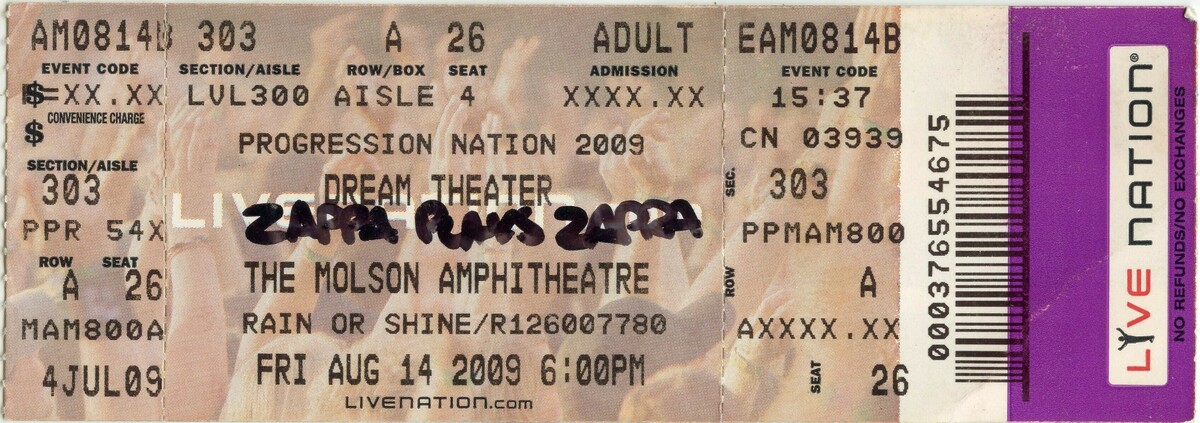 AM0814B 303 A 26 ADULT EAM0814B
EVENT CODE SECTION/AISLE ROW/BOX SEAT ADMISSION EVENT CODE
$ =XX.XX LVL300 AISLE 4 XXXX.XX 15:37
$ CONVENIENCE CHARGE
PROGRESSION NATION 2009
CN 03939
SECTION/AISLE
303
DREAM THEATER
SEC. 303
LIVE NATION.com
ZAPPA PLAYS ZAPPA
PPR 54X
PPMAM800
ROW SEAT
A 26
THE MOLSON AMPHITHEATRE
ROW A
MAM800A
RAIN OR SHINE/R126007780
AXXXX.XX
4JUL09
FRI AUG 14 2009 6:00PM
SEAT 26
LIVENATION.com
0003765554675
LIVE NATION®
NO REFUNDS/NO EXCHANGES